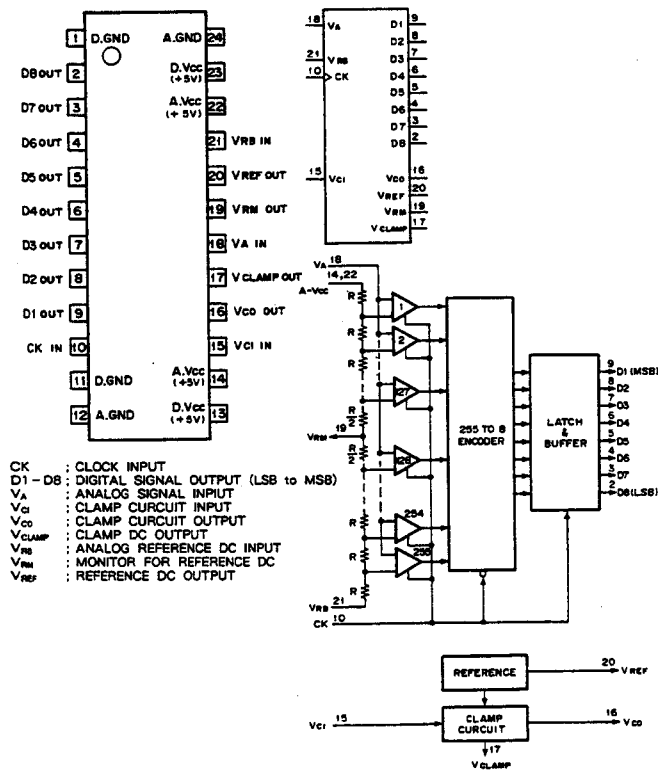 1 D.GND A.GND 24
D8 OUT 2 D.Vcc (+5V) 23
D7 OUT 3 A.Vcc (+5V) 22
D6 OUT 4 21 VRB IN
D5 OUT 5 20 VREF OUT
D4 OUT 6 19 VRM OUT
D3 OUT 7 18 VA IN
D2 OUT 8 17 VCLAMP OUT
D1 OUT 9 16 VCO OUT
CK IN 10 15 VCI IN
11 D.GND A.Vcc (+5V) 14
12 A.GND D.Vcc (+5V) 13
18 VA D1 9
D2 8
21 VRS D3 7
10 CK D4 6
D5 5
D6 4
D7 3
D8 2
15 VCI VCO 16
VREF 20
VRM 19
VCLAMP 17
CK ; CLOCK INPUT
D1-D8 ; DIGITAL SIGNAL OUTPUT (LSB to MSB)
VA ; ANALOG SIGNAL INPUT
VCI ; CLAMP CURCUIT INPUT
VCO ; CLAMP CURCUIT OUTPUT
VCLAMP ; CLAMP DC OUTPUT
VRS ; ANALOG REFERENCE DC INPUT
VRM ; MONITOR FOR REFERENCE DC
VREF ; REFERENCE DC OUTPUT
VA 18
14,22
A-Vcc
R
1
R
2
R
127
R/2
VRM 19
R/2
128
R
254
R
255
R
VRB 21
CK 10
255 TO 8
ENCODER
LATCH
&
BUFFER
9 D1 (MSB)
8 D2
7 D3
6 D4
5 D5
4 D6
3 D7
2 D8 (LSB)
REFERENCE 20 VREF
VCI 15 CLAMP CURCUIT 16 VCO
17
VCLAMP